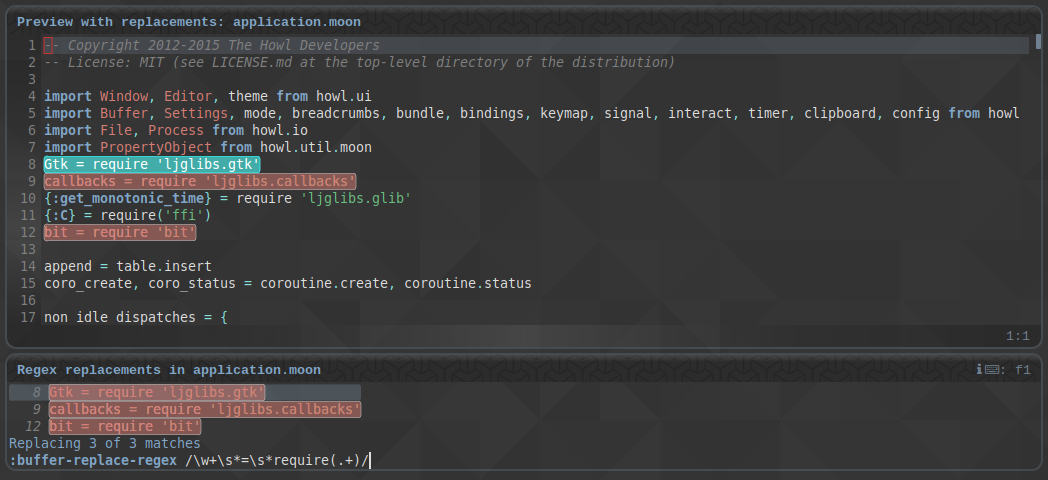 Preview with replacements: application.moon
1 -- Copyright 2012-2015 The Howl Developers
2 -- License: MIT (see LICENSE.md at the top-level directory of the distribution)
3
4 import Window, Editor, theme from howl.ui
5 import Buffer, Settings, mode, breadcrumbs, bundle, bindings, keymap, signal, interact, timer, clipboard, config from howl
6 import File, Process from howl.io
7 import PropertyObject from howl.util.moon
8 Gtk = require 'ljglibs.gtk'
9 callbacks = require 'ljglibs.callbacks'
10 {:get_monotonic_time} = require 'ljglibs.glib'
11 {:C} = require('ffi')
12 bit = require 'bit'
13
14 append = table.insert
15 coro_create, coro_status = coroutine.create, coroutine.status
16
17 non idle dispatches = {
1:1
Regex replacements in application.moon ℹ⌨: f1
8 Gtk = require 'ljglibs.gtk'
9 callbacks = require 'ljglibs.callbacks'
12 bit = require 'bit'
Replacing 3 of 3 matches
:buffer-replace-regex /\w+\s*=\s*require(.+)/